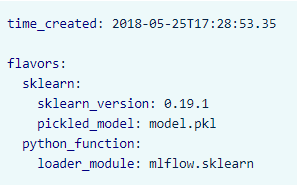 time_created: 2018-05-25T17:28:53.35
flavors:
  sklearn:
    sklearn_version: 0.19.1
    pickled_model: model.pkl
  python_function:
    loader_module: mlflow.sklearn